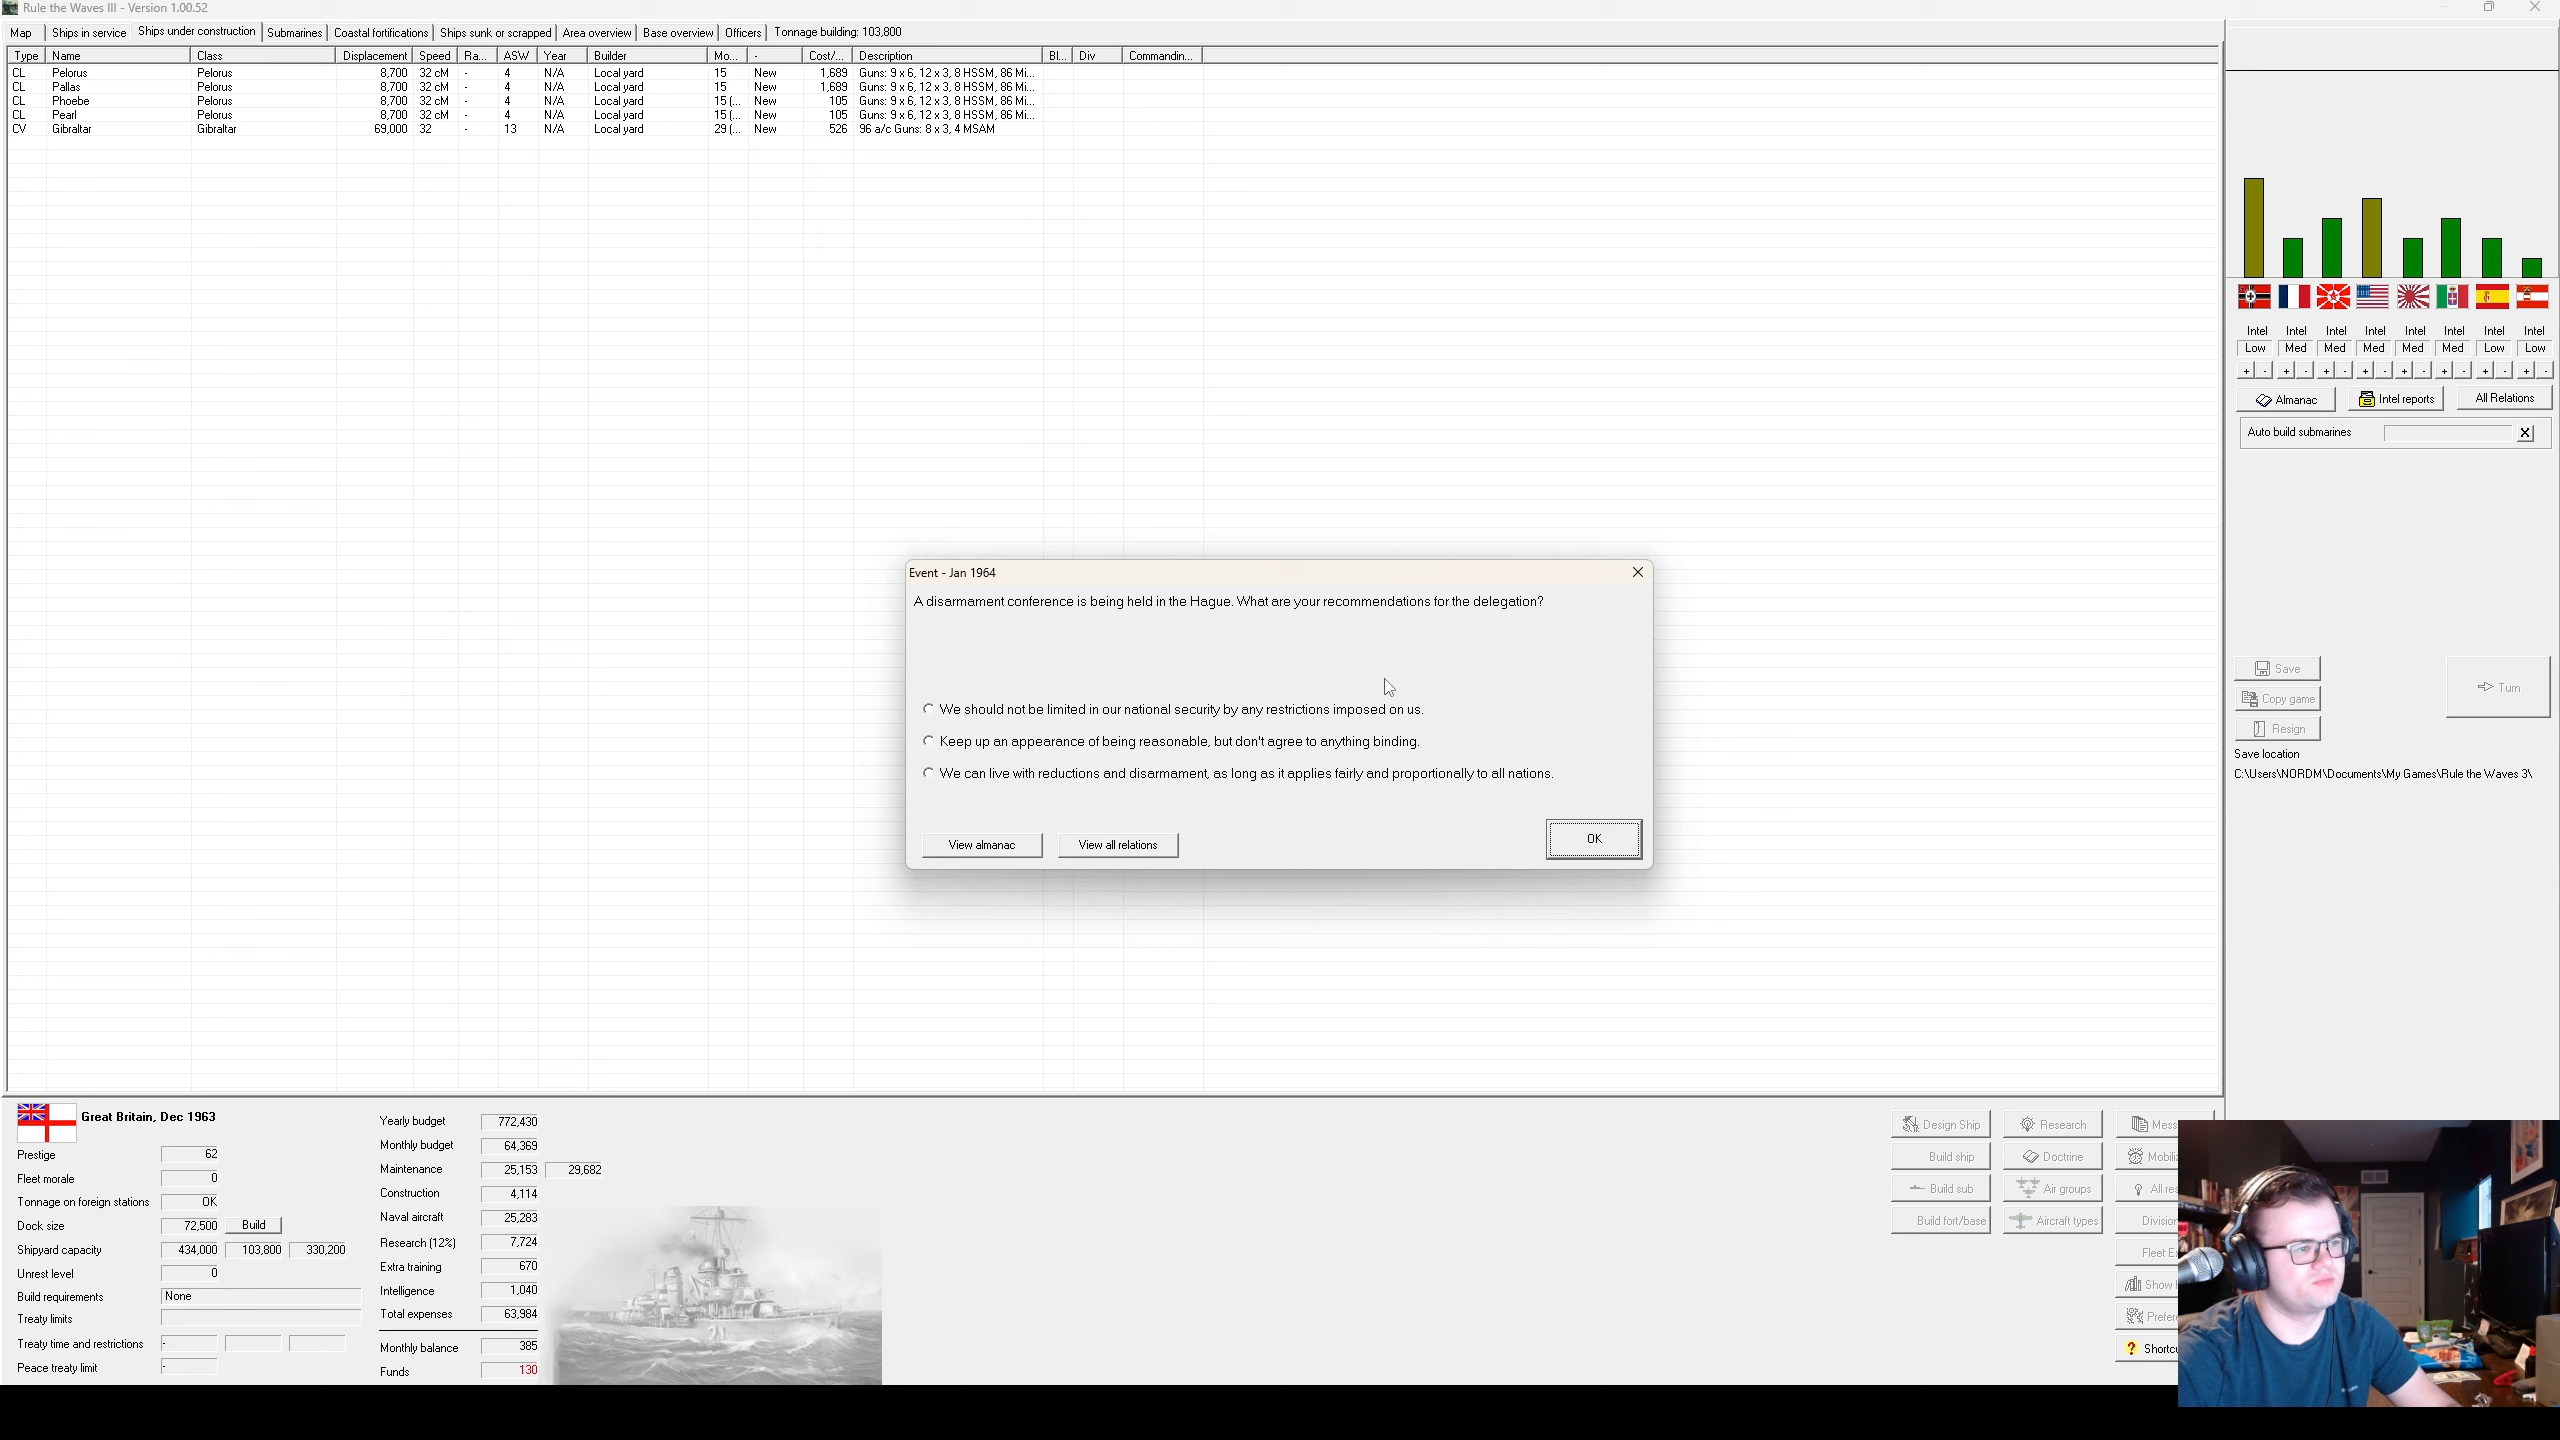 Rule the Waves III - Version 1.00.52
Map Ships in service Ships under construction Submarines Coastal fortifications Ships sunk or scrapped Area overview Base overview Officers Tonnage building: 103,800
Type Name Class Displacement Speed Ra... ASW Year Builder Mo... - Cost/... Description Bl... Div Commandin...
CL Pelorus Pelorus 8,700 32 cM - 4 N/A Local yard 15 New 1,689 Guns: 9 x 6, 12 x 3, 8 HSSM, 86 Mi...
CL Pallas Pelorus 8,700 32 cM - 4 N/A Local yard 15 New 1,689 Guns: 9 x 6, 12 x 3, 8 HSSM, 86 Mi...
CL Phoebe Pelorus 8,700 32 cM - 4 N/A Local yard 15 (... New 105 Guns: 9 x 6, 12 x 3, 8 HSSM, 86 Mi...
CL Pearl Pelorus 8,700 32 cM - 4 N/A Local yard 15 (... New 105 Guns: 9 x 6, 12 x 3, 8 HSSM, 86 Mi...
CV Gibraltar Gibraltar 69,000 32 - 13 N/A Local yard 29 (... New 526 96 a/c Guns: 8 x 3, 4 MSAM
Intel Intel Intel Intel Intel Intel Intel Intel
Low Med Med Med Med Med Low Low
+ - + - + - + - + - + - + - + -
Almanac Intel reports All Relations
Auto build submarines X
Event - Jan 1964
A disarmament conference is being held in the Hague. What are your recommendations for the delegation?
We should not be limited in our national security by any restrictions imposed on us.
Keep up an appearance of being reasonable, but don't agree to anything binding.
We can live with reductions and disarmament, as long as it applies fairly and proportionally to all nations.
View almanac View all relations OK
Save
Copy game
Resign
Turn
Save location
C:\Users\NORDM\Documents\My Games\Rule the Waves 3\
Great Britain, Dec 1963
Prestige 62
Fleet morale 0
Tonnage on foreign stations OK
Dock size 72,500 Build
Shipyard capacity 434,000 103,800 330,200
Unrest level 0
Build requirements None
Treaty limits
Treaty time and restrictions -
Peace treaty limit -
Yearly budget 772,430
Monthly budget 64,369
Maintenance 25,153 29,682
Construction 4,114
Naval aircraft 25,283
Research (12%) 7,724
Extra training 670
Intelligence 1,040
Total expenses 63,984
Monthly balance 385
Funds 130
Design Ship Research Mess
Build ship Doctrine Mobiliz
Build sub Air groups All res
Build fort/base Aircraft types Division
Fleet E
Show
Prefere
? Shortcu